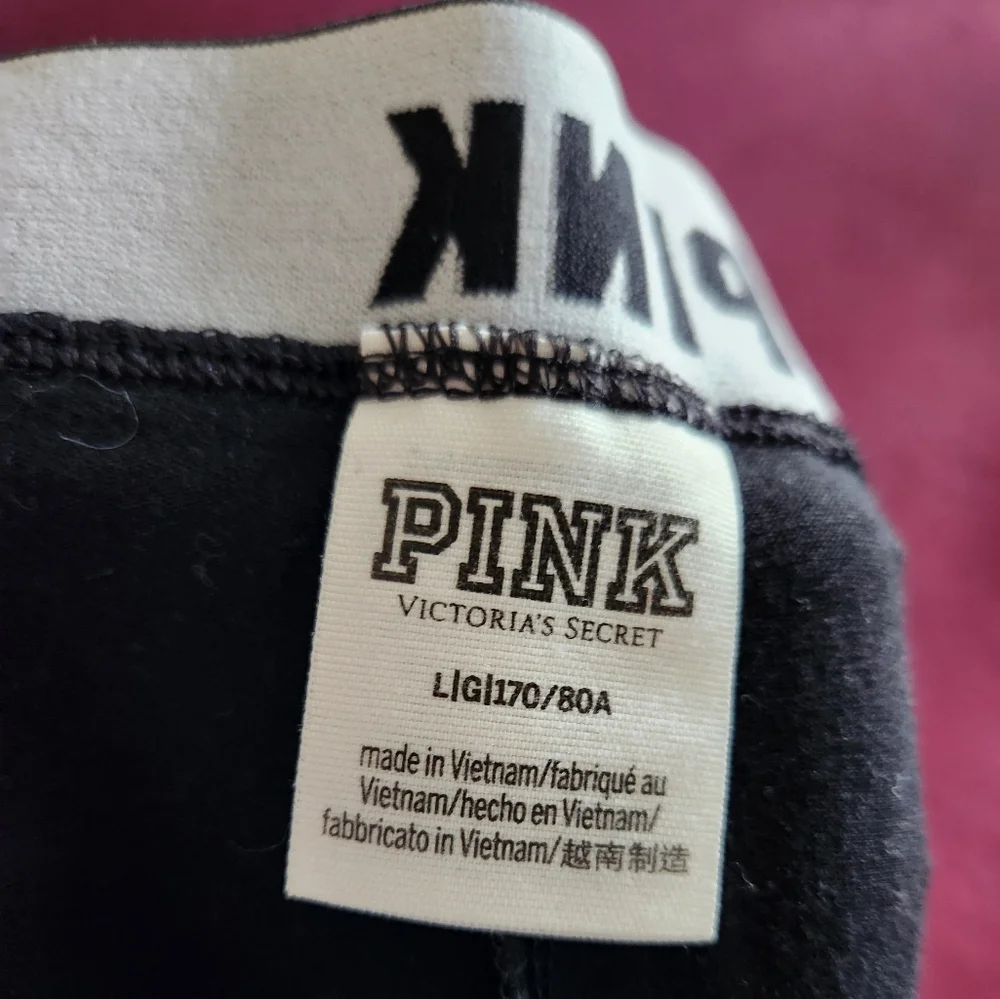 PINK
PINK
VICTORIA'S SECRET
L|G|170/80A
made in Vietnam/fabriqué au
Vietnam/hecho en Vietnam/
fabbricato in Vietnam/越南制造